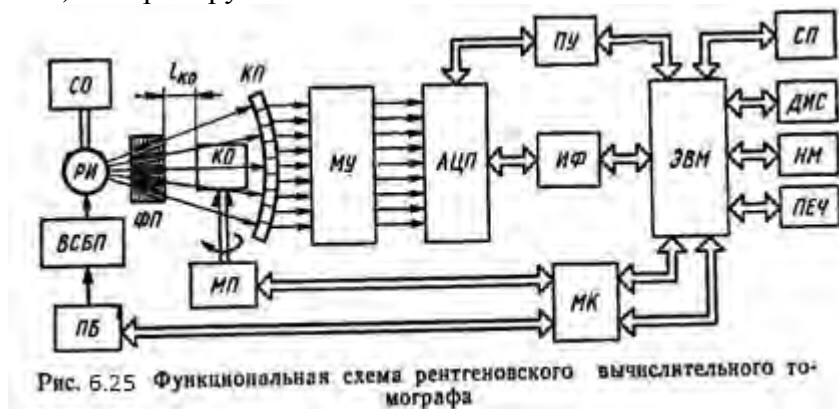 СО
l_КО
КП
ПУ
СП
РИ
КО
МУ
АЦП
ИФ
ЭВМ
ДИС
НМ
ПЕЧ
ФП
ВСБП
МП
МК
ПБ
Рис. 6.25 Функциональная схема рентгеновского вычислительного то-
мографа